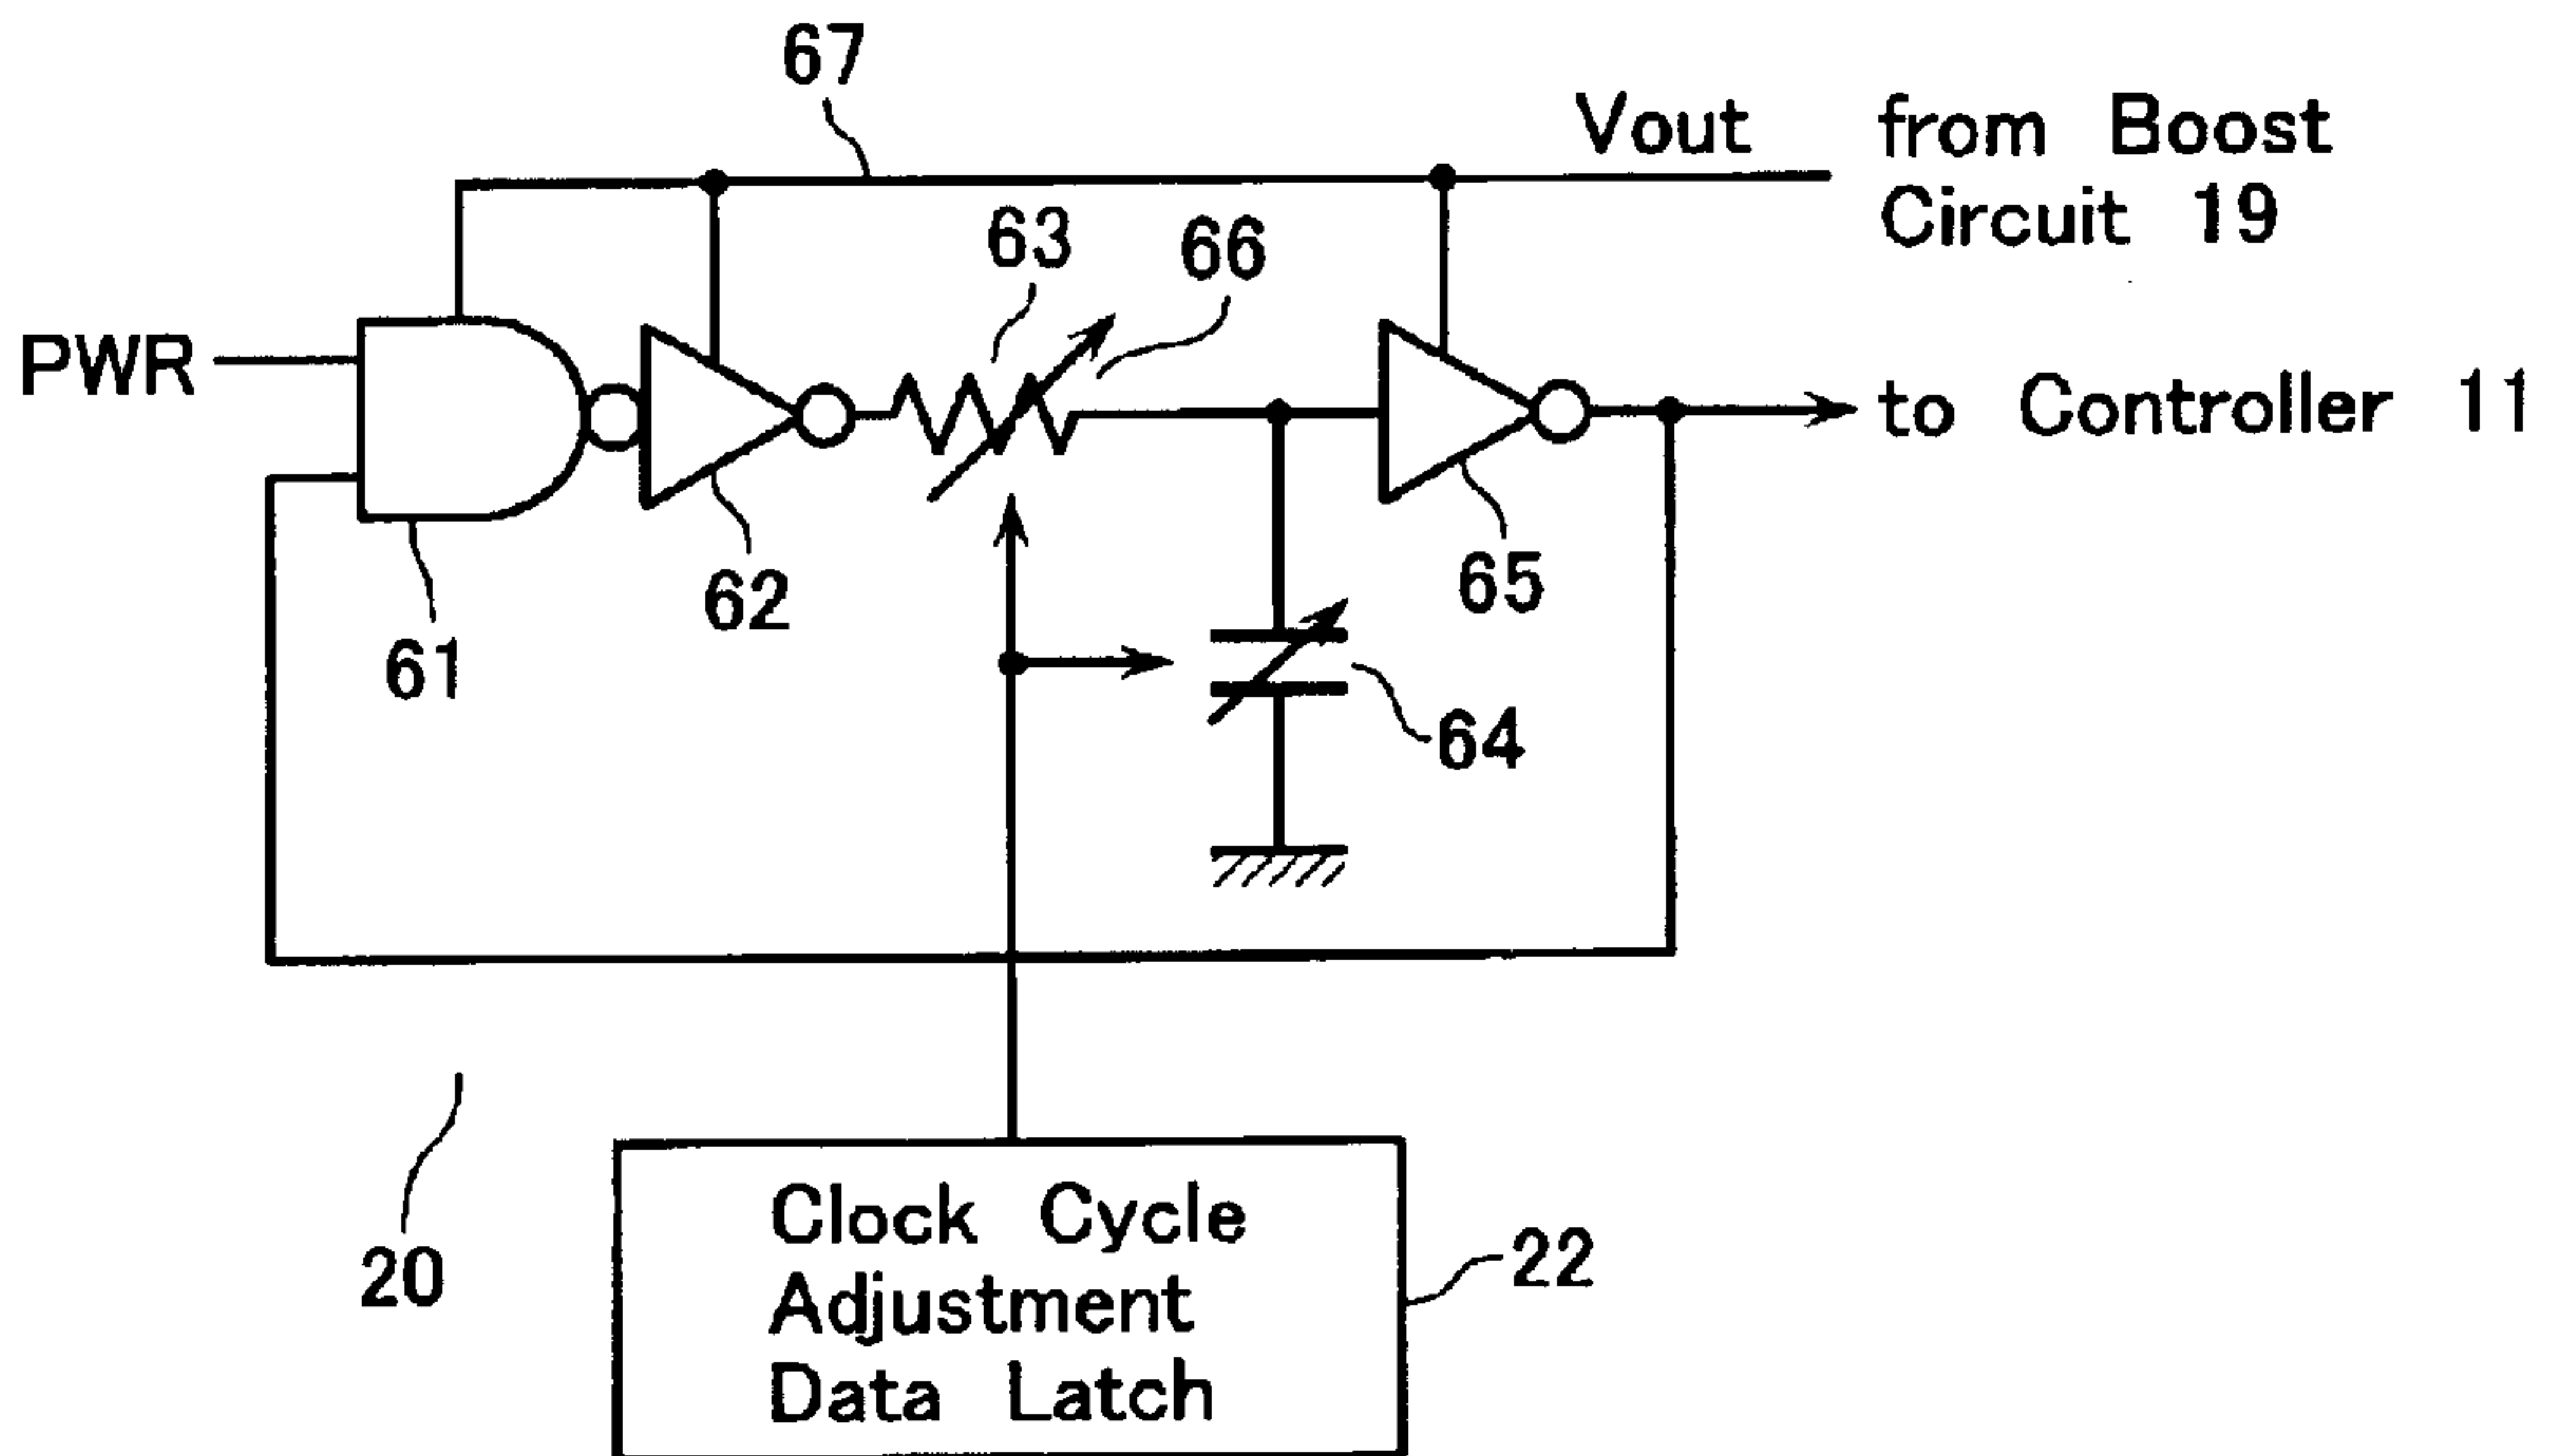 67
Vout from Boost
Circuit 19
63
66
PWR
to Controller 11
61
62
65
64
20
Clock Cycle
Adjustment
Data Latch
22